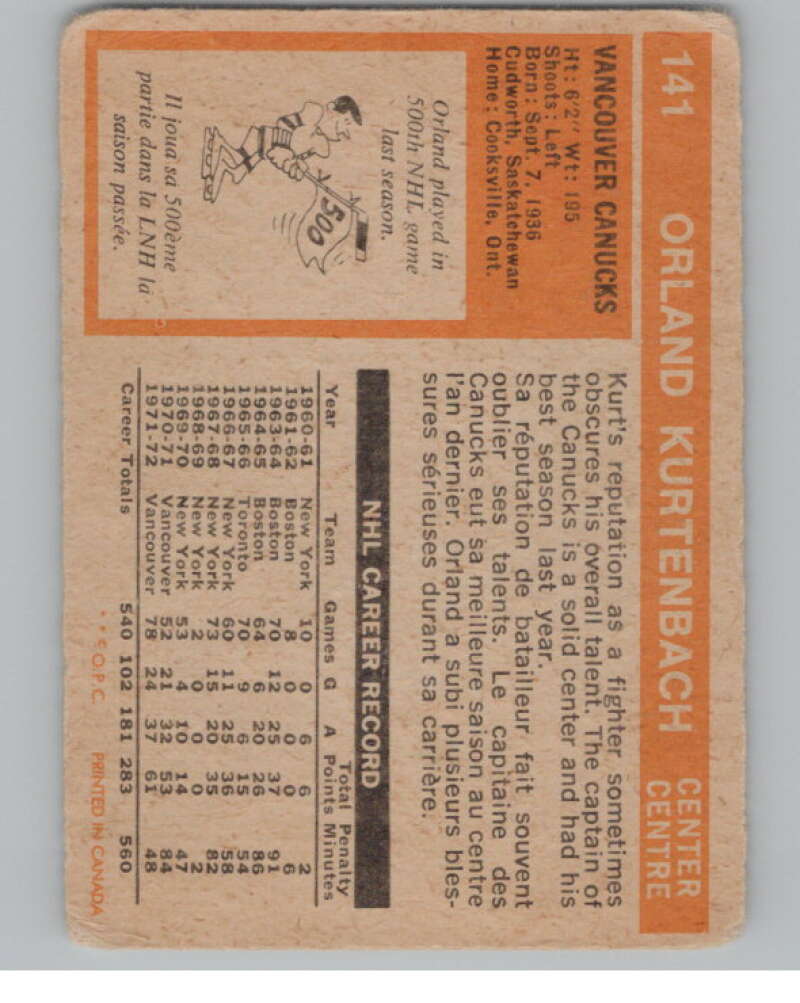 141 ORLAND KURTENBACH CENTER
CENTRE
VANCOUVER CANUCKS
Ht: 6'2" Wt: 195
Shoots: Left
Born: Sept. 7, 1936
Cudworth, Saskatchewan
Home: Cooksville, Ont.
Orland played in
500th NHL game
last season.
500
Il joua sa 500ème
partie dans la LNH la
saison passée.
Kurt's reputation as a fighter sometimes
obscures his overall talent. The captain of
the Canucks is a solid center and had his
best season last year.
Sa réputation de batailleur fait souvent
oublier ses talents. Le capitaine des
Canucks eut sa meilleure saison au centre
l'an dernier. Orland a subi plusieurs bles-
sures sérieuses durant sa carrière.
NHL CAREER RECORD
Total Penalty
Year Team Games G A Points Minutes
1960-61 New York 10 0 6 6 2
1961-62 Boston 8 0 0 0 6
1963-64 Boston 70 12 25 37 91
1964-65 Boston 64 6 20 26 86
1965-66 Toronto 70 9 6 15 54
1966-67 New York 60 11 25 36 58
1967-68 New York 73 15 20 35 82
1968-69 New York 2 0 0 0 2
1969-70 New York 53 4 10 14 47
1970-71 Vancouver 52 21 32 53 84
1971-72 Vancouver 78 24 37 61 48
Career Totals 540 102 181 283 560
* * © O.P.C. PRINTED IN CANADA